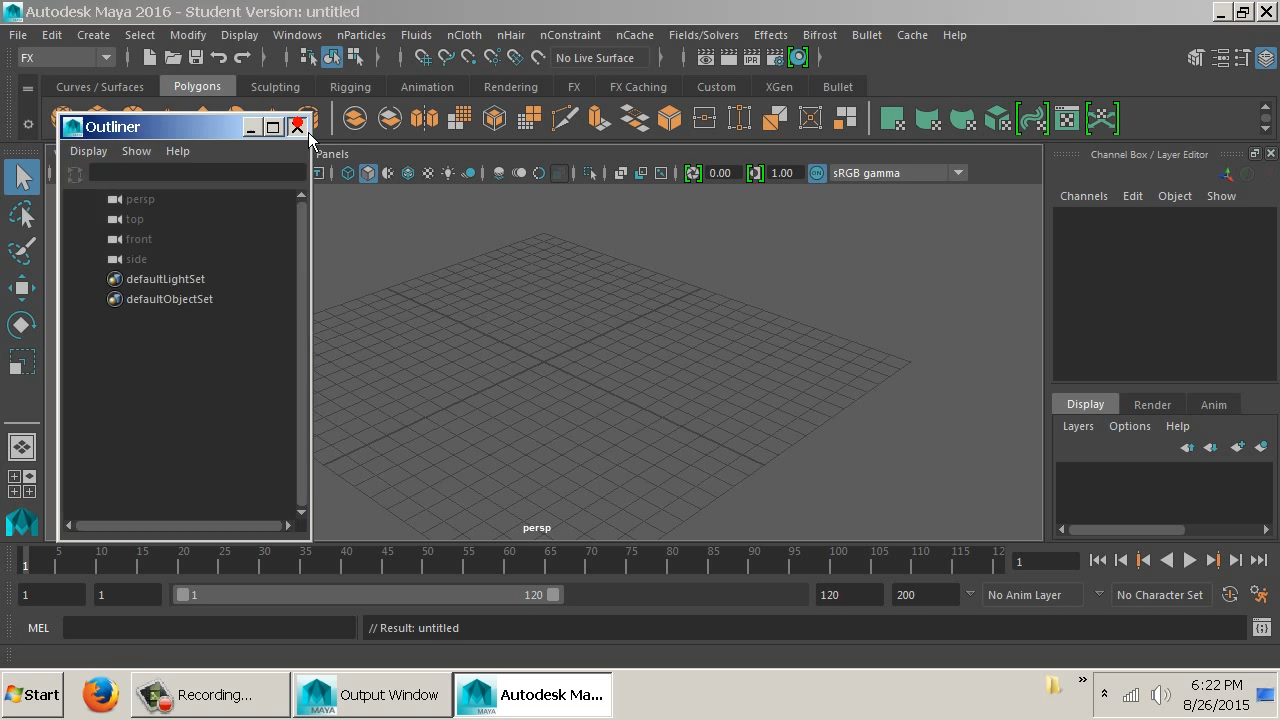 Autodesk Maya 2016 - Student Version: untitled
File Edit Create Select Modify Display Windows nParticles Fluids nCloth nHair nConstraint nCache Fields/Solvers Effects Bifrost Bullet Cache Help
FX No Live Surface
Curves / Surfaces Polygons Sculpting Rigging Animation Rendering FX FX Caching Custom XGen Bullet
Outliner
Display Show Help
persp
top
front
side
defaultLightSet
defaultObjectSet
Panels
0.00 1.00 ON sRGB gamma
persp
Channel Box / Layer Editor
Channels Edit Object Show
Display Render Anim
Layers Options Help
1 5 10 15 20 25 30 35 40 45 50 55 60 65 70 75 80 85 90 95 100 105 110 115 12
1
1 1 1 120 120 200 No Anim Layer No Character Set
MEL // Result: untitled
Start Recording... MAYA Output Window MAYA Autodesk Ma...
6:22 PM
8/26/2015